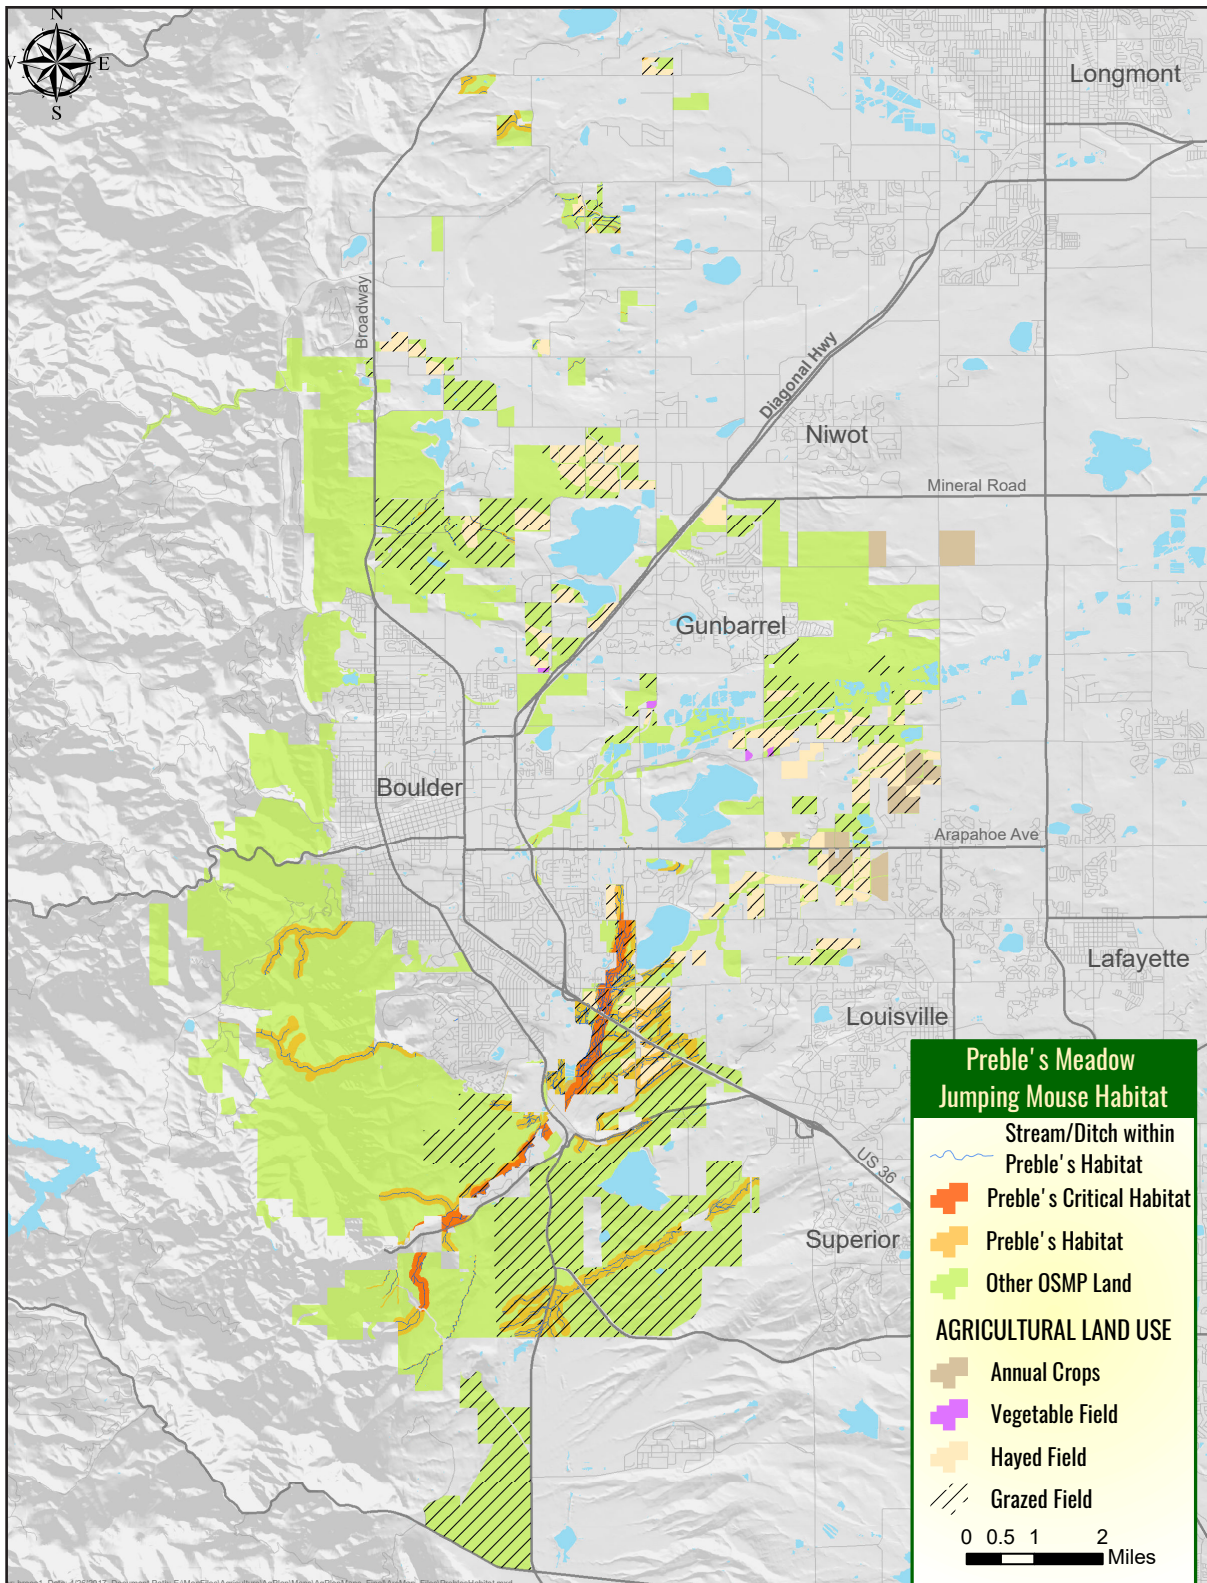 N
E
S
Longmont
Broadway
Diagonal Hwy
Niwot
Mineral Road
Gunbarrel
Boulder
Arapahoe Ave
Lafayette
Louisville
US 36
Superior
Preble's Meadow
Jumping Mouse Habitat
Stream/Ditch within
Preble's Habitat
Preble's Critical Habitat
Preble's Habitat
Other OSMP Land
AGRICULTURAL LAND USE
Annual Crops
Vegetable Field
Hayed Field
Grazed Field
0 0.5 1 2
Miles